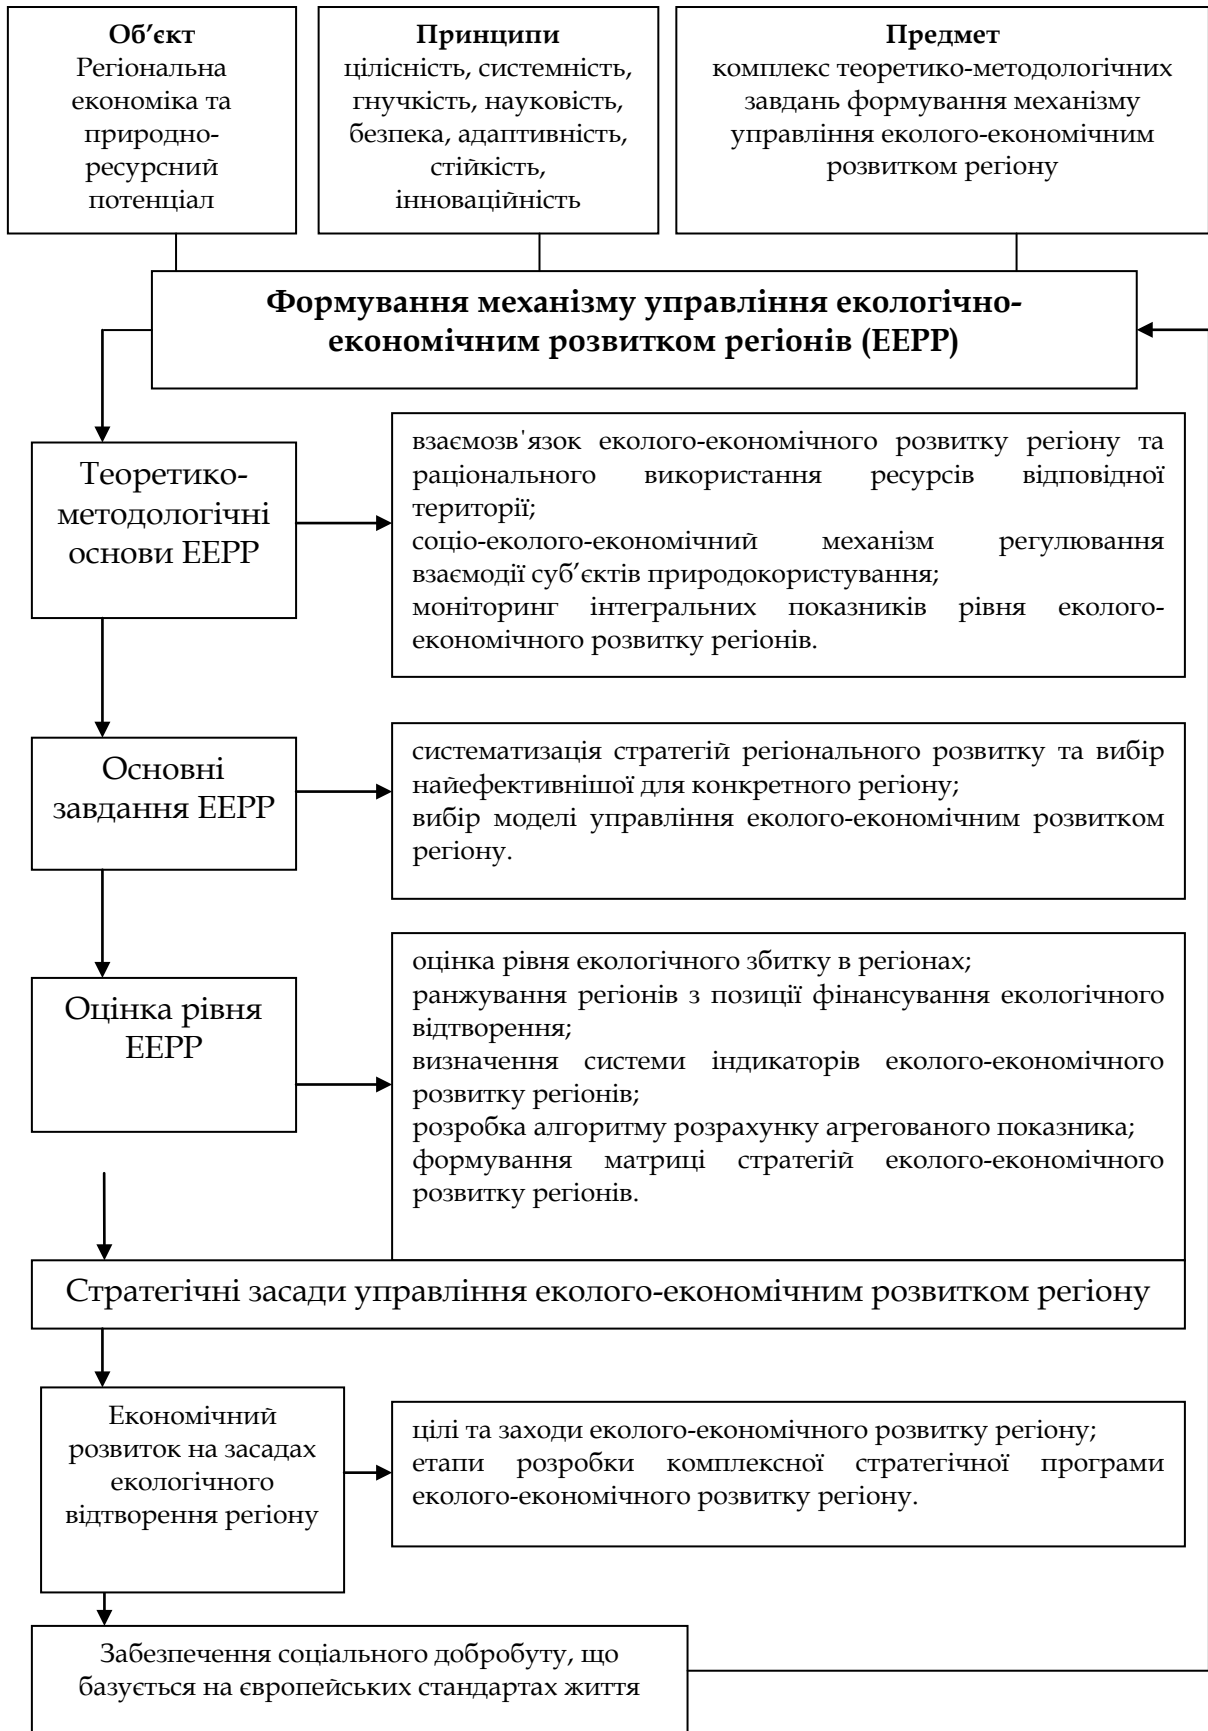 Об’єкт
Регіональна
економіка та
природно-
ресурсний
потенціал
Принципи
цілісність, системність,
гнучкість, науковість,
безпека, адаптивність,
стійкість,
інноваційність
Предмет
комплекс теоретико-методологічних
завдань формування механізму
управління еколого-економічним
розвитком регіону
Формування механізму управління екологічно-
економічним розвитком регіонів (ЕЕРР)
Теоретико-
методологічні
основи ЕЕРР
взаємозв'язок еколого-економічного розвитку регіону та
раціонального використання ресурсів відповідної
території;
соціо-еколого-економічний механізм регулювання
взаємодії суб’єктів природокористування;
моніторинг інтегральних показників рівня еколого-
економічного розвитку регіонів.
Основні
завдання ЕЕРР
систематизація стратегій регіонального розвитку та вибір
найефективнішої для конкретного регіону;
вибір моделі управління еколого-економічним розвитком
регіону.
Оцінка рівня
ЕЕРР
оцінка рівня екологічного збитку в регіонах;
ранжування регіонів з позиції фінансування екологічного
відтворення;
визначення системи індикаторів еколого-економічного
розвитку регіонів;
розробка алгоритму розрахунку агрегованого показника;
формування матриці стратегій еколого-економічного
розвитку регіонів.
Стратегічні засади управління еколого-економічним розвитком регіону
Економічний
розвиток на засадах
екологічного
відтворення регіону
цілі та заходи еколого-економічного розвитку регіону;
етапи розробки комплексної стратегічної програми
еколого-економічного розвитку регіону.
Забезпечення соціального добробуту, що
базується на європейських стандартах життя